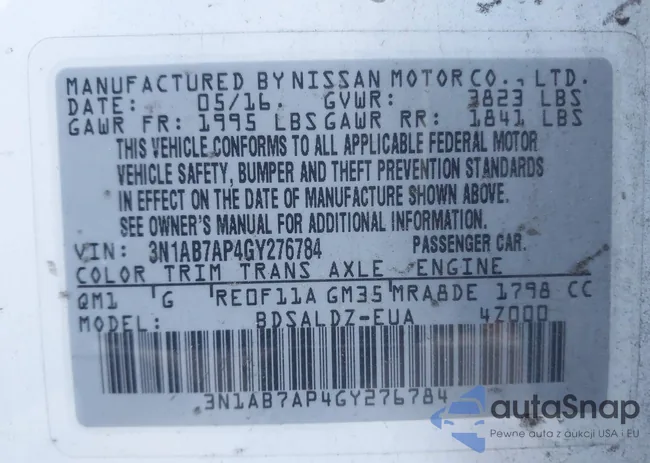 MANUFACTURED BY NISSAN MOTOR CO., LTD.
DATE: 05/16. GVWR: 3823 LBS
GAWR FR: 1995 LBS GAWR RR: 1841 LBS
THIS VEHICLE CONFORMS TO ALL APPLICABLE FEDERAL MOTOR
VEHICLE SAFETY, BUMPER AND THEFT PREVENTION STANDARDS
IN EFFECT ON THE DATE OF MANUFACTURE SHOWN ABOVE.
SEE OWNER'S MANUAL FOR ADDITIONAL INFORMATION.
VIN: 3N1AB7AP4GY276784 PASSENGER CAR.
COLOR TRIM TRANS AXLE ENGINE
QM1 G RE0F11A GM35 MRA8DE 1798 CC
MODEL: BDSALDZ-EUA 4Z000
3N1AB7AP4GY276784
autaSnap
Pewne auta z aukcji USA i EU